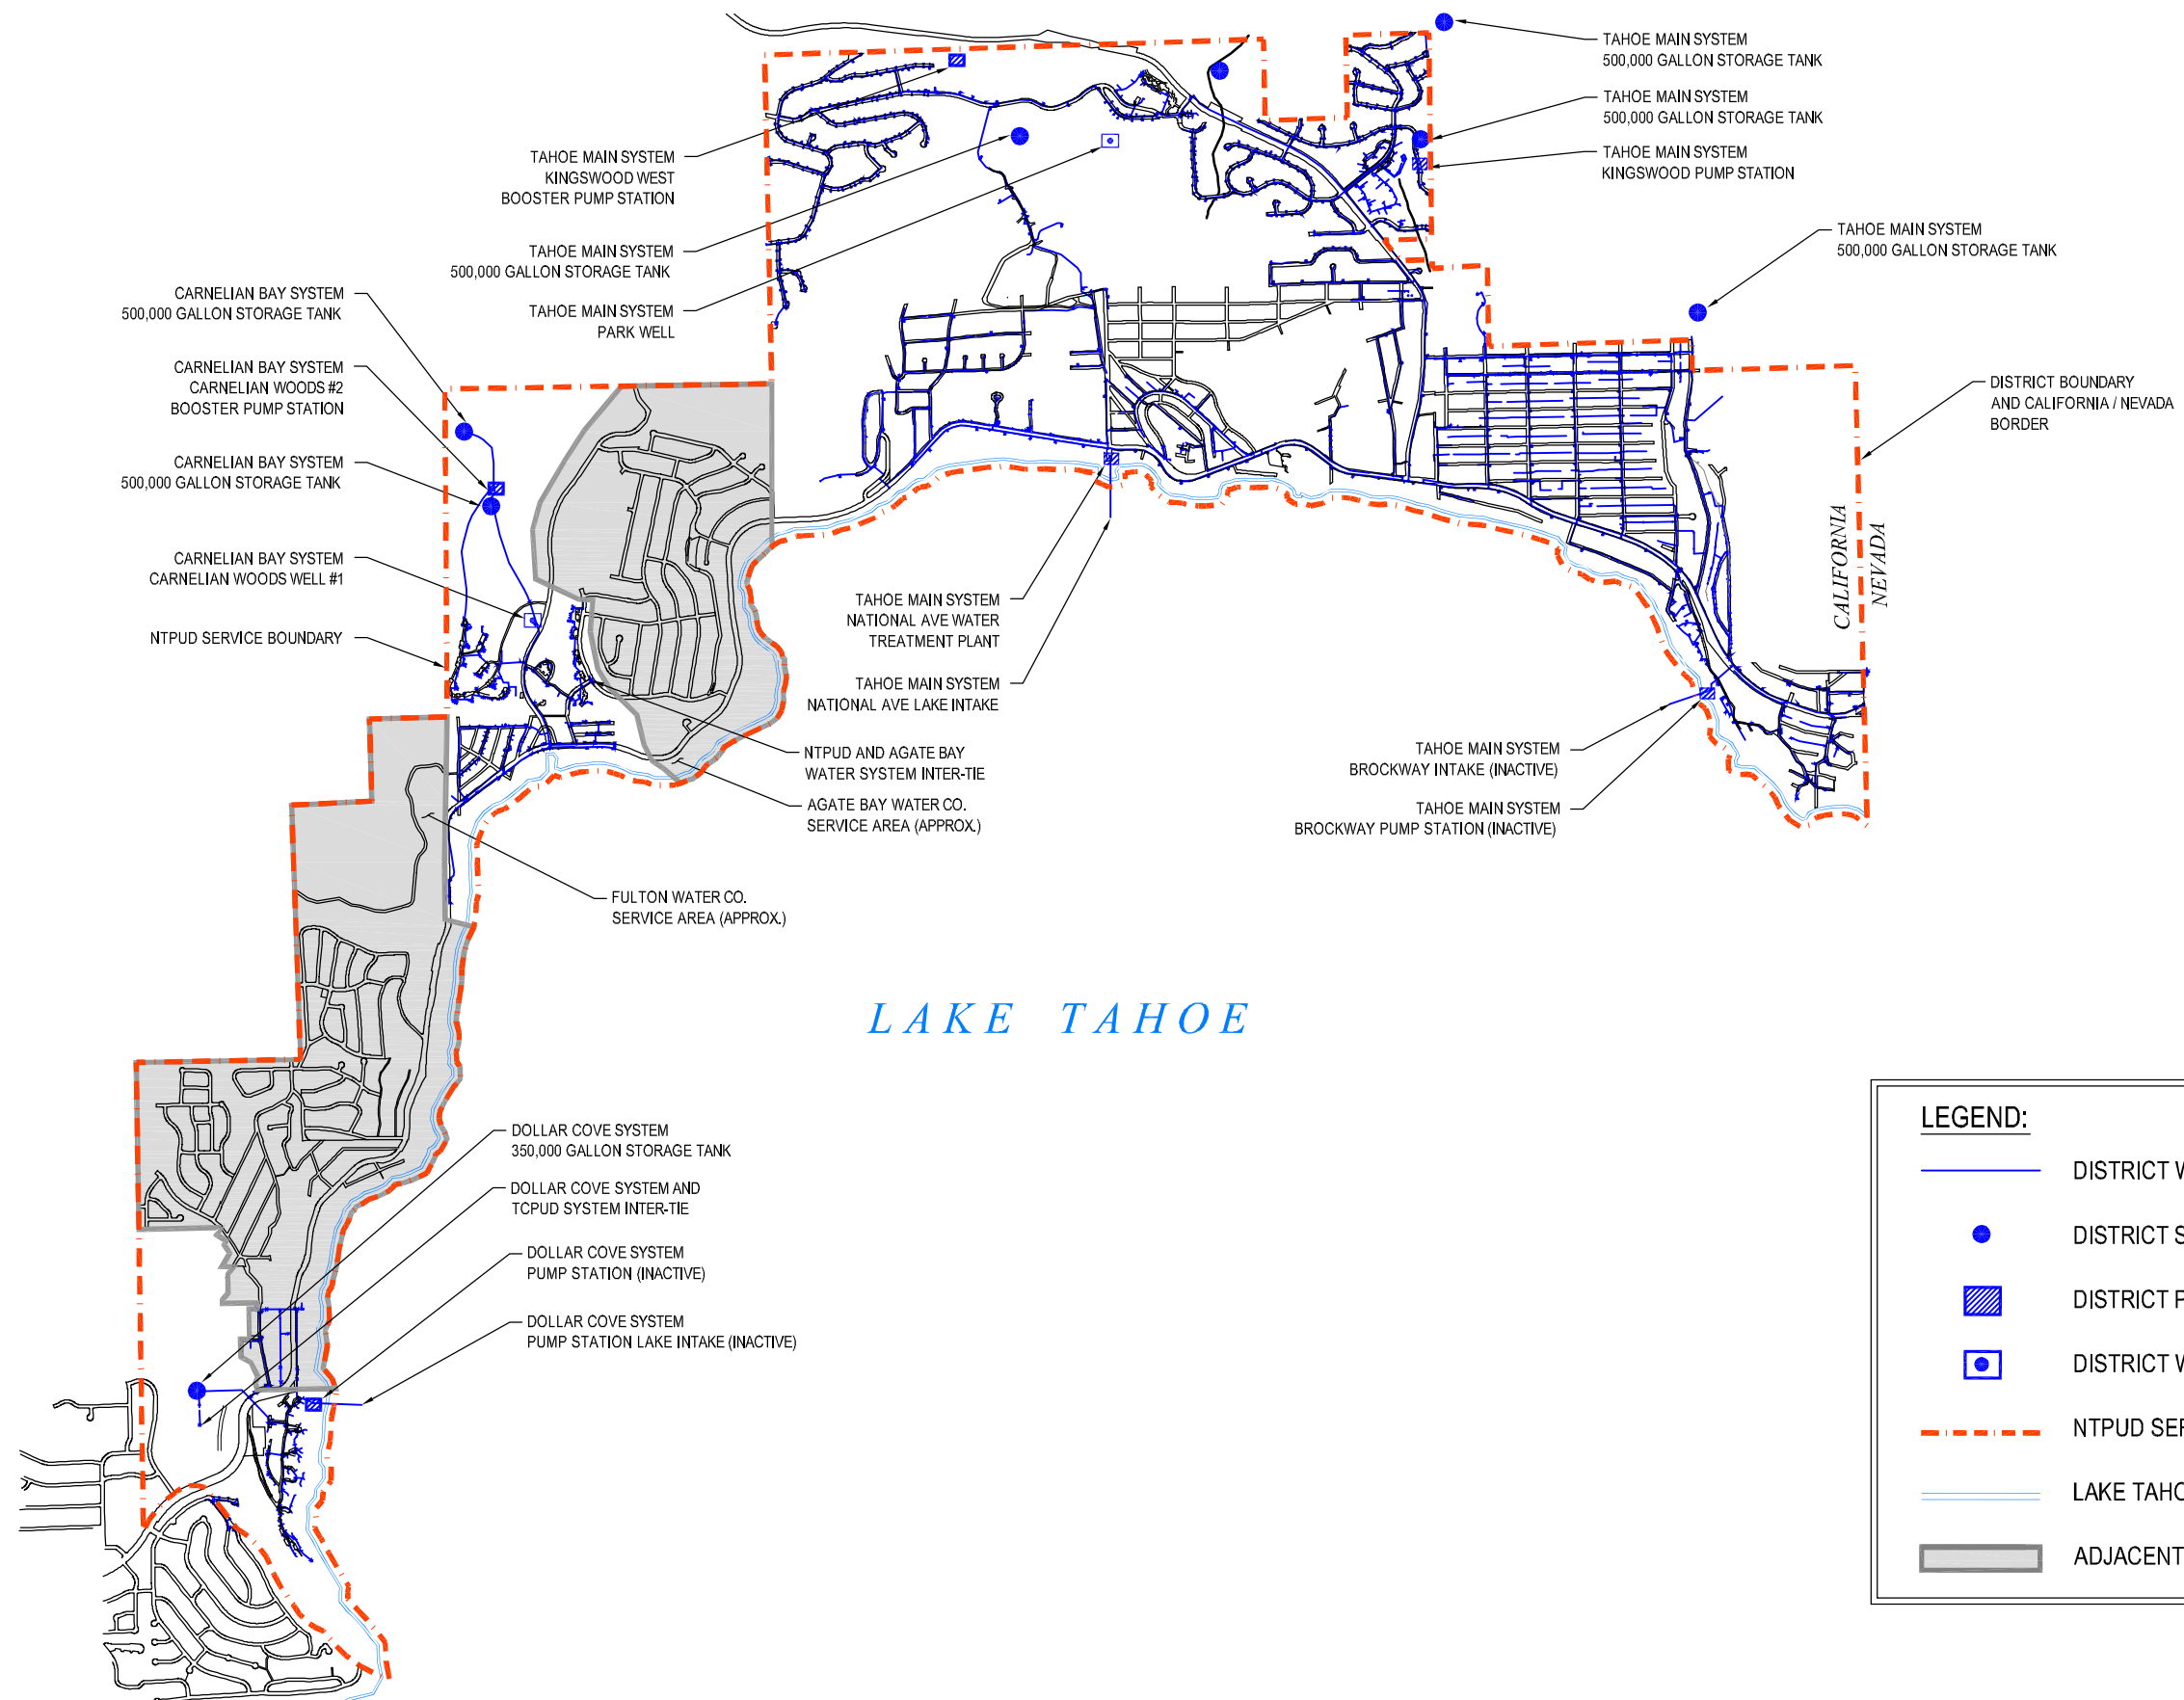 TAHOE MAIN SYSTEM
500,000 GALLON STORAGE TANK
TAHOE MAIN SYSTEM
500,000 GALLON STORAGE TANK
TAHOE MAIN SYSTEM
KINGSWOOD PUMP STATION
TAHOE MAIN SYSTEM
KINGSWOOD WEST
BOOSTER PUMP STATION
TAHOE MAIN SYSTEM
500,000 GALLON STORAGE TANK
TAHOE MAIN SYSTEM
500,000 GALLON STORAGE TANK
TAHOE MAIN SYSTEM
PARK WELL
CARNELIAN BAY SYSTEM
500,000 GALLON STORAGE TANK
CARNELIAN BAY SYSTEM
CARNELIAN WOODS #2
BOOSTER PUMP STATION
DISTRICT BOUNDARY
AND CALIFORNIA / NEVADA
BORDER
CARNELIAN BAY SYSTEM
500,000 GALLON STORAGE TANK
CARNELIAN BAY SYSTEM
CARNELIAN WOODS WELL #1
NTPUD SERVICE BOUNDARY
CALIFORNIA
NEVADA
TAHOE MAIN SYSTEM
NATIONAL AVE WATER
TREATMENT PLANT
TAHOE MAIN SYSTEM
NATIONAL AVE LAKE INTAKE
NTPUD AND AGATE BAY
WATER SYSTEM INTER-TIE
AGATE BAY WATER CO.
SERVICE AREA (APPROX.)
TAHOE MAIN SYSTEM
BROCKWAY INTAKE (INACTIVE)
TAHOE MAIN SYSTEM
BROCKWAY PUMP STATION (INACTIVE)
FULTON WATER CO.
SERVICE AREA (APPROX.)
LAKE TAHOE
DOLLAR COVE SYSTEM
350,000 GALLON STORAGE TANK
DOLLAR COVE SYSTEM AND
TCPUD SYSTEM INTER-TIE
DOLLAR COVE SYSTEM
PUMP STATION (INACTIVE)
DOLLAR COVE SYSTEM
PUMP STATION LAKE INTAKE (INACTIVE)
LEGEND:
DISTRICT
DISTRICT
DISTRICT
DISTRICT
NTPUD
LAKE
ADJACENT